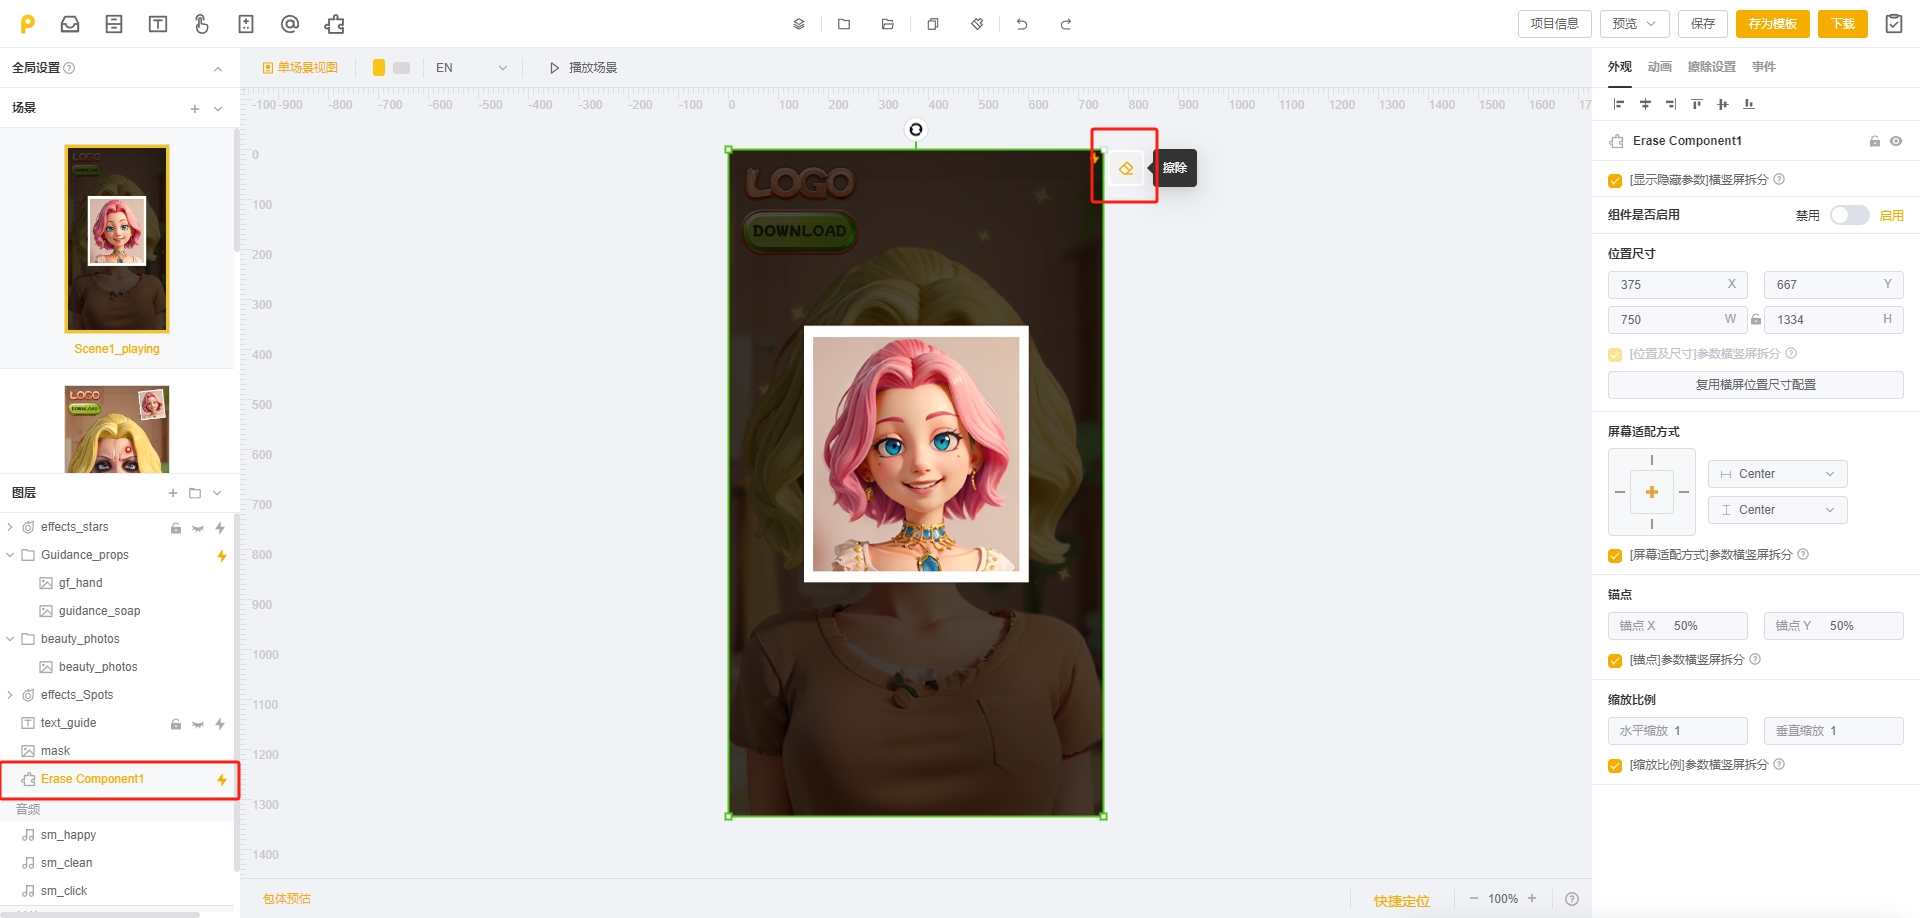 项目信息
预览
保存
存为模板
下载
全局设置
单场景视图
EN
播放场景
场景
LOGO
DOWNLOAD
Scene1_playing
LOGO
DOWNLOAD
图层
effects_stars
Guidance_props
gf_hand
guidance_soap
beauty_photos
beauty_photos
effects_Spots
text_guide
mask
Erase Component1
音频
sm_happy
sm_clean
sm_click
-100 -900 -800 -700 -600 -500 -400 -300 -200 -100 0 100 200 300 400 500 600 700 800 900 1000 1100 1200 1300 1400 1500 1600 17
0
100
200
300
400
500
600
700
800
900
1000
1100
1200
1300
1400
LOGO
DOWNLOAD
擦除
包体预估
快捷定位
100%
外观 动画 擦除设置 事件
Erase Component1
[显示隐藏参数]横竖屏拆分
组件是否启用 禁用 启用
位置尺寸
375 X 667 Y
750 W 1334 H
[位置及尺寸]参数横竖屏拆分
复用横屏位置尺寸配置
屏幕适配方式
Center
Center
[屏幕适配方式]参数横竖屏拆分
锚点
锚点 X 50% 锚点 Y 50%
[锚点]参数横竖屏拆分
缩放比例
水平缩放 1 垂直缩放 1
[缩放比例]参数横竖屏拆分